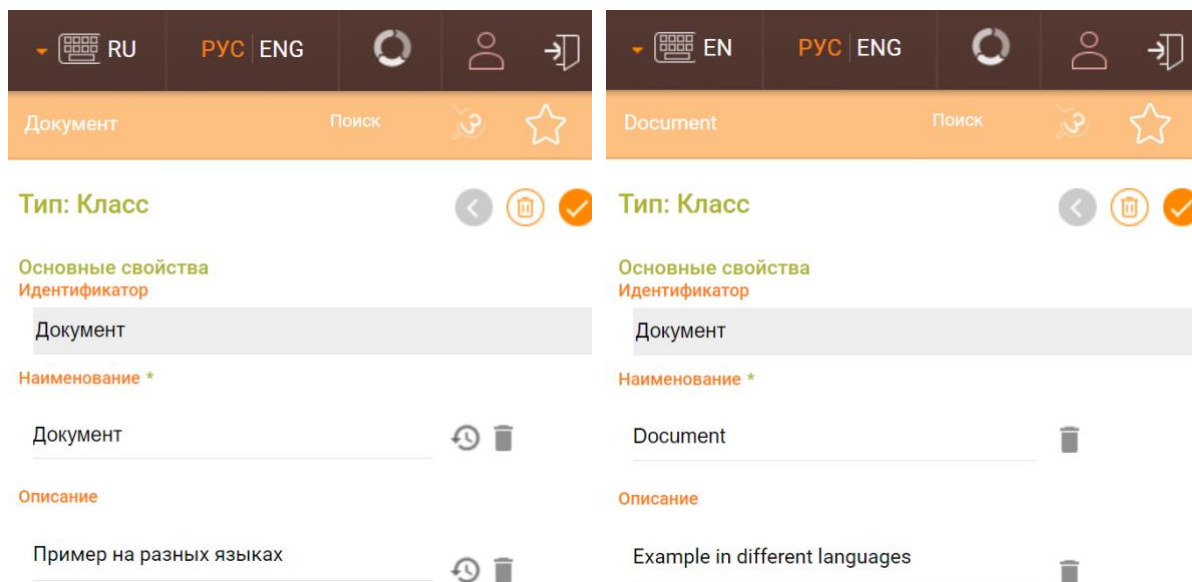 RU РУС ENG
Документ Поиск
Тип: Класс
Основные свойства
Идентификатор
Документ
Наименование *
Документ
Описание
Пример на разных языках
EN РУС ENG
Document Поиск
Тип: Класс
Основные свойства
Идентификатор
Документ
Наименование *
Document
Описание
Example in different languages